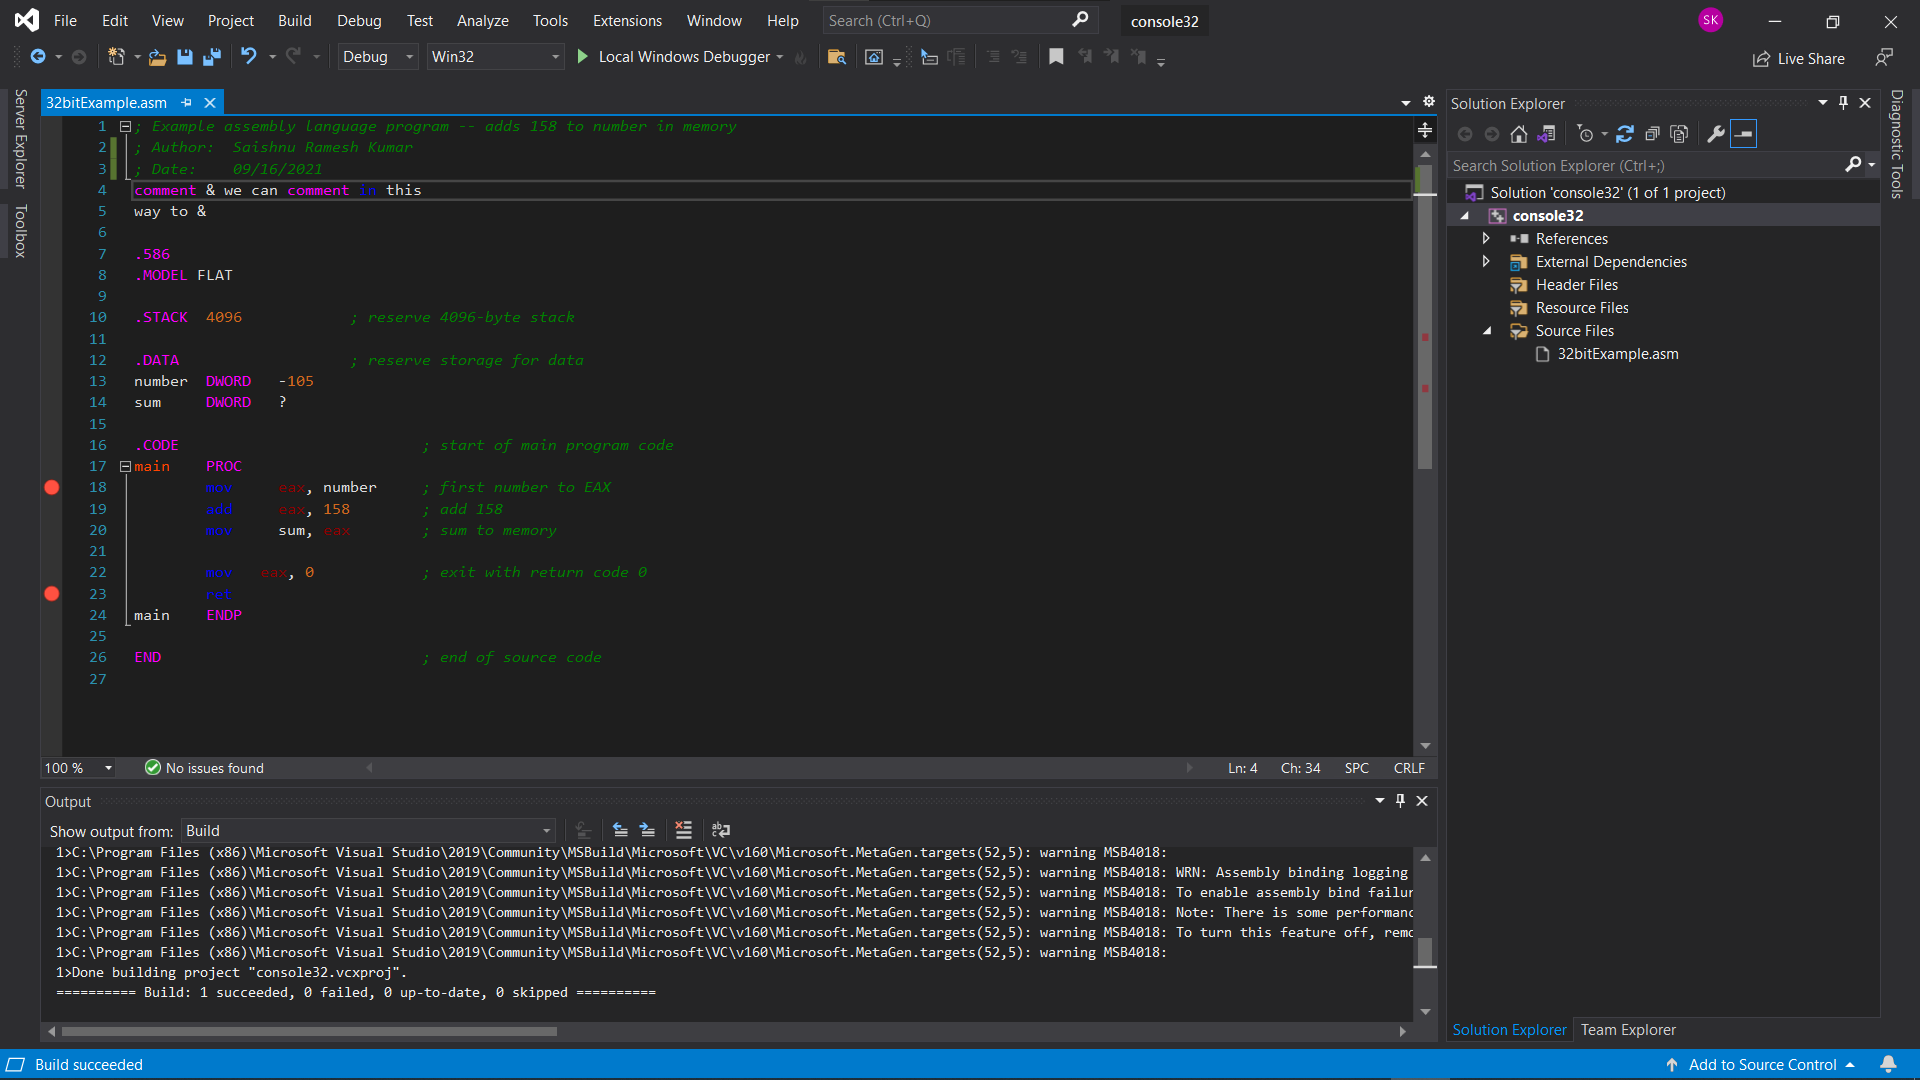 File Edit View Project Build Debug Test Analyze Tools Extensions Window Help Search (Ctrl+Q) console32 SK
Debug Win32 Local Windows Debugger Live Share
Server Explorer
Toolbox
32bitExample.asm
1 ; Example assembly language program -- adds 158 to number in memory
2 ; Author:  Saishnu Ramesh Kumar
3 ; Date:    09/16/2021
4 comment & we can comment in this
5 way to &
6
7 .586
8 .MODEL FLAT
9
10 .STACK  4096            ; reserve 4096-byte stack
11
12 .DATA                   ; reserve storage for data
13 number  DWORD   -105
14 sum     DWORD   ?
15
16 .CODE                           ; start of main program code
17 main    PROC
18         mov     eax, number     ; first number to EAX
19         add     eax, 158        ; add 158
20         mov     sum, eax        ; sum to memory
21
22         mov   eax, 0            ; exit with return code 0
23         ret
24 main    ENDP
25
26 END                             ; end of source code
27
100 % No issues found Ln: 4 Ch: 34 SPC CRLF
Output
Show output from: Build
1>C:\Program Files (x86)\Microsoft Visual Studio\2019\Community\MSBuild\Microsoft\VC\v160\Microsoft.MetaGen.targets(52,5): warning MSB4018:
1>C:\Program Files (x86)\Microsoft Visual Studio\2019\Community\MSBuild\Microsoft\VC\v160\Microsoft.MetaGen.targets(52,5): warning MSB4018: WRN: Assembly binding logging
1>C:\Program Files (x86)\Microsoft Visual Studio\2019\Community\MSBuild\Microsoft\VC\v160\Microsoft.MetaGen.targets(52,5): warning MSB4018: To enable assembly bind failur
1>C:\Program Files (x86)\Microsoft Visual Studio\2019\Community\MSBuild\Microsoft\VC\v160\Microsoft.MetaGen.targets(52,5): warning MSB4018: Note: There is some performanc
1>C:\Program Files (x86)\Microsoft Visual Studio\2019\Community\MSBuild\Microsoft\VC\v160\Microsoft.MetaGen.targets(52,5): warning MSB4018: To turn this feature off, remo
1>C:\Program Files (x86)\Microsoft Visual Studio\2019\Community\MSBuild\Microsoft\VC\v160\Microsoft.MetaGen.targets(52,5): warning MSB4018:
1>Done building project "console32.vcxproj".
========== Build: 1 succeeded, 0 failed, 0 up-to-date, 0 skipped ==========
Solution Explorer
Search Solution Explorer (Ctrl+;)
Solution 'console32' (1 of 1 project)
console32
References
External Dependencies
Header Files
Resource Files
Source Files
32bitExample.asm
Solution Explorer Team Explorer
Diagnostic Tools
Build succeeded Add to Source Control